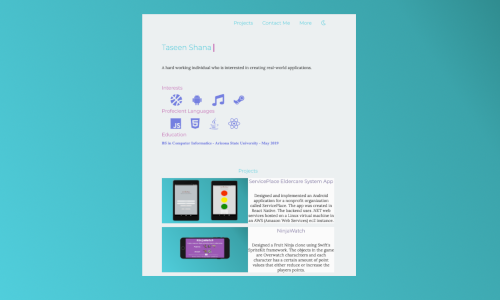 Projects Contact Me More
Taseen Shana
A hard working individual who is interested in creating real world applications.
Interests
Proficient Languages
JS
Education
BS in Computer Informatics - Arizona State University - May 2019
Projects
ServicePlace Eldercare System App
Designed and implemented an Android
application for a nonprofit organization
called ServicePlace. The app was created in
React Native. The backend uses .NET web
services hosted on a Linux virtual machine in
an AWS (Amazon Web Services) ec2 instance.
NinjaWatch
Designed a Fruit Ninja clone using Swift's
SpriteKit framework. The objects in the game
are Overwatch characters and each
character has a certain amount of point
values that either reduce or increase the
players points.